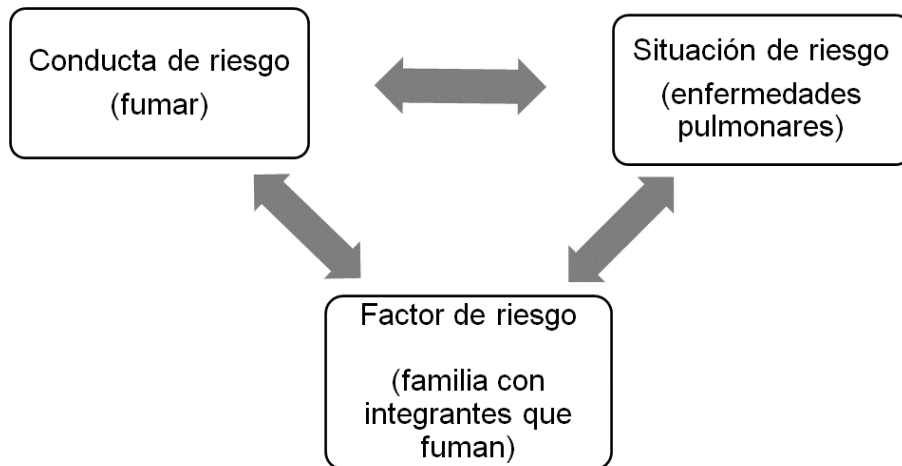 Conducta de riesgo
(fumar)
Situación de riesgo
(enfermedades
pulmonares)
Factor de riesgo
(familia con
integrantes que
fuman)